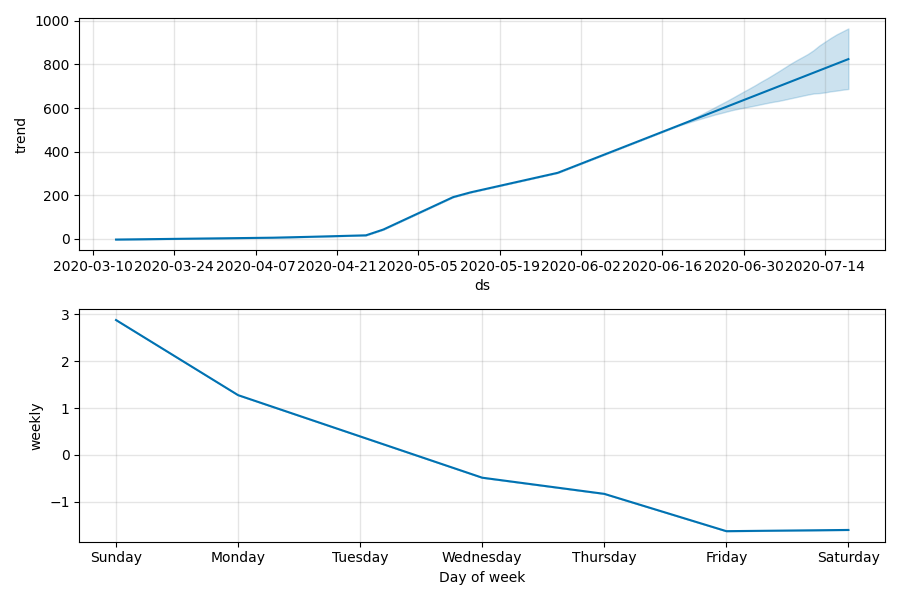 1000
800
600
400
200
0
trend
2020-03-10 2020-03-24 2020-04-07 2020-04-21 2020-05-05 2020-05-19 2020-06-02 2020-06-16 2020-06-30 2020-07-14
ds
3
2
1
0
−1
weekly
Sunday Monday Tuesday Wednesday Thursday Friday Saturday
Day of week